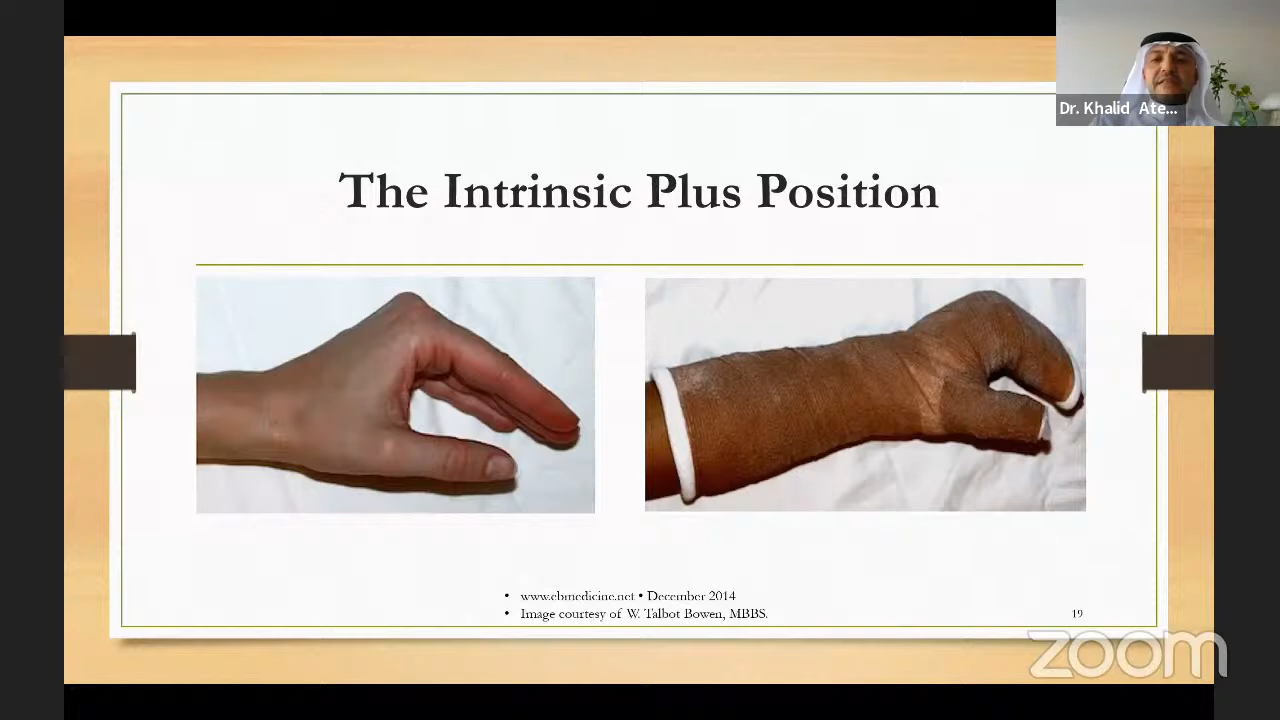 Dr. Khalid Ate...
The Intrinsic Plus Position
• www.ebmedicine.net • December 2014
• Image courtesy of W. Talbot Bowen, MBBS.
19
zoom